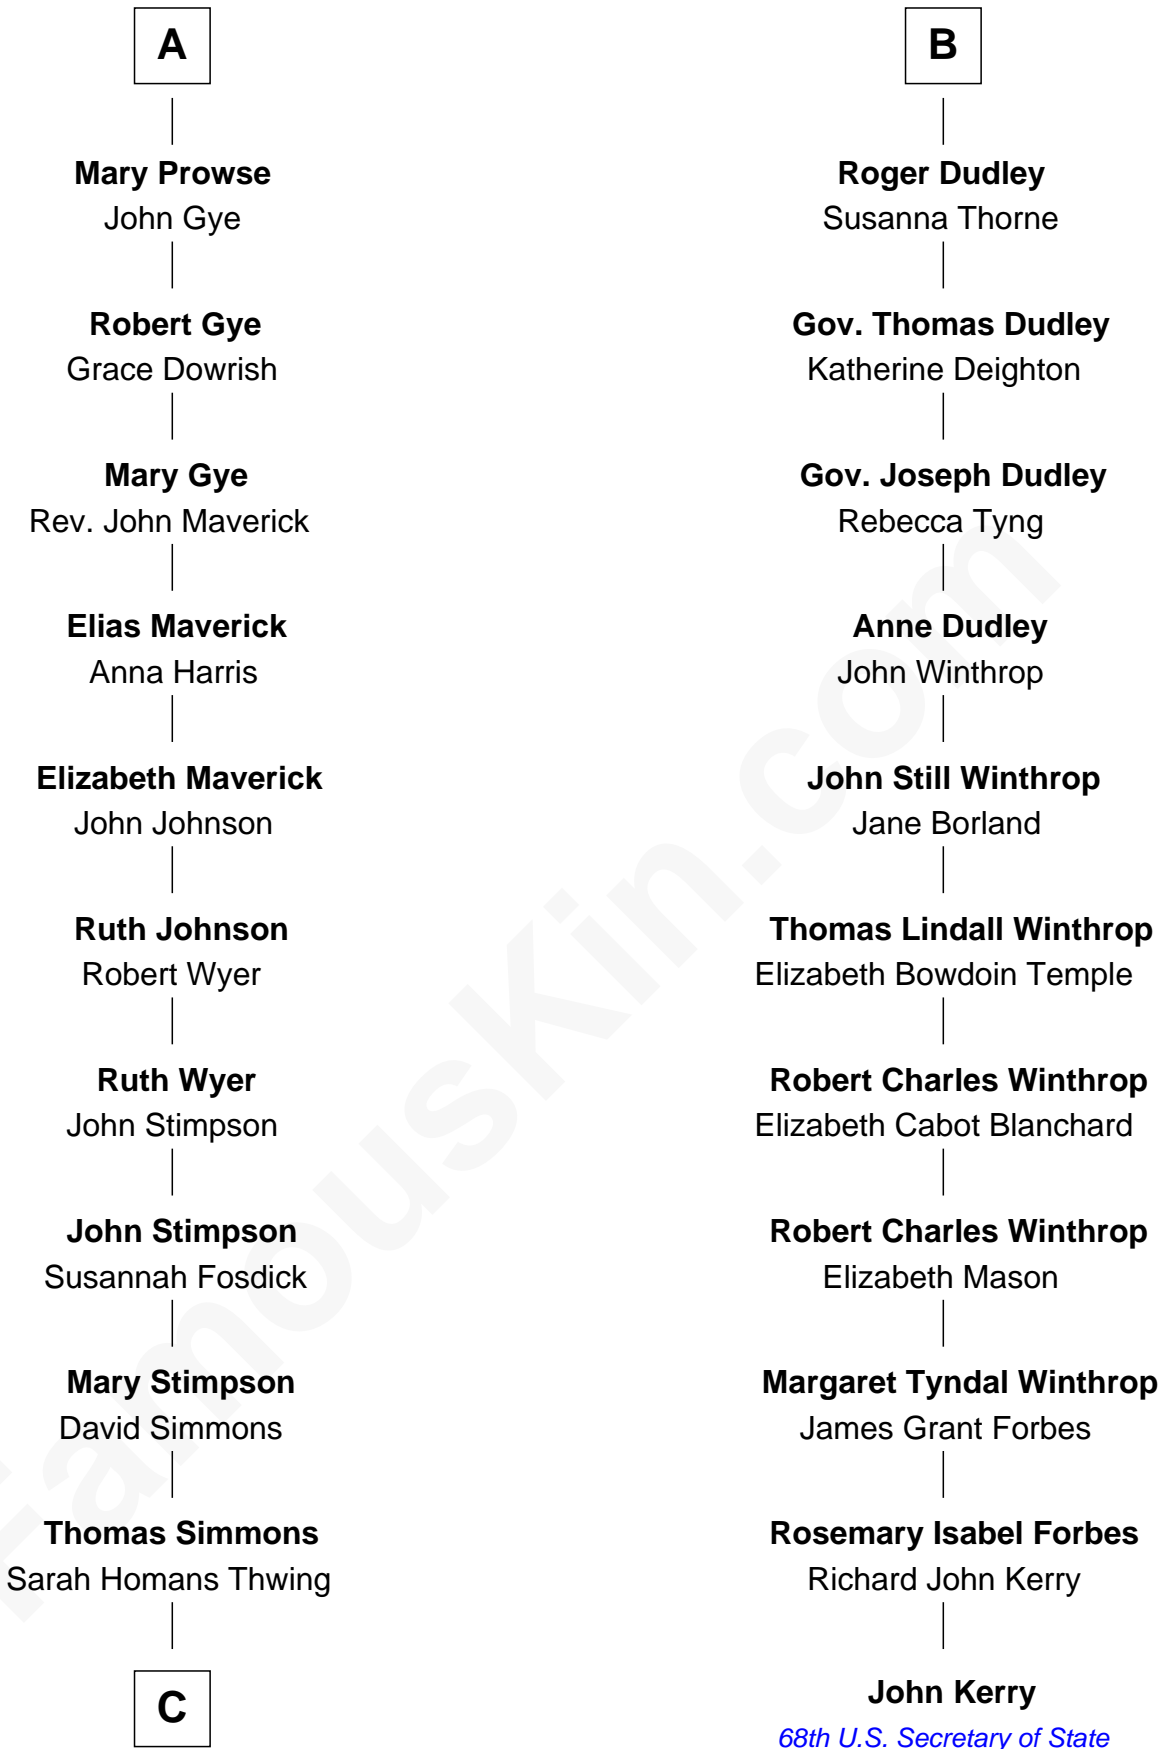 A
Mary Prowse
John Gye
Robert Gye
Grace Dowrish
Mary Gye
Rev. John Maverick
Elias Maverick
Anna Harris
Elizabeth Maverick
John Johnson
Ruth Johnson
Robert Wyer
Ruth Wyer
John Stimpson
John Stimpson
Susannah Fosdick
Mary Stimpson
David Simmons
Thomas Simmons
Sarah Homans Thwing
C
B
Roger Dudley
Susanna Thorne
Gov. Thomas Dudley
Katherine Deighton
Gov. Joseph Dudley
Rebecca Tyng
Anne Dudley
John Winthrop
John Still Winthrop
Jane Borland
Thomas Lindall Winthrop
Elizabeth Bowdoin Temple
Robert Charles Winthrop
Elizabeth Cabot Blanchard
Robert Charles Winthrop
Elizabeth Mason
Margaret Tyndal Winthrop
James Grant Forbes
Rosemary Isabel Forbes
Richard John Kerry
John Kerry
68th U.S. Secretary of State
FamousKin.com